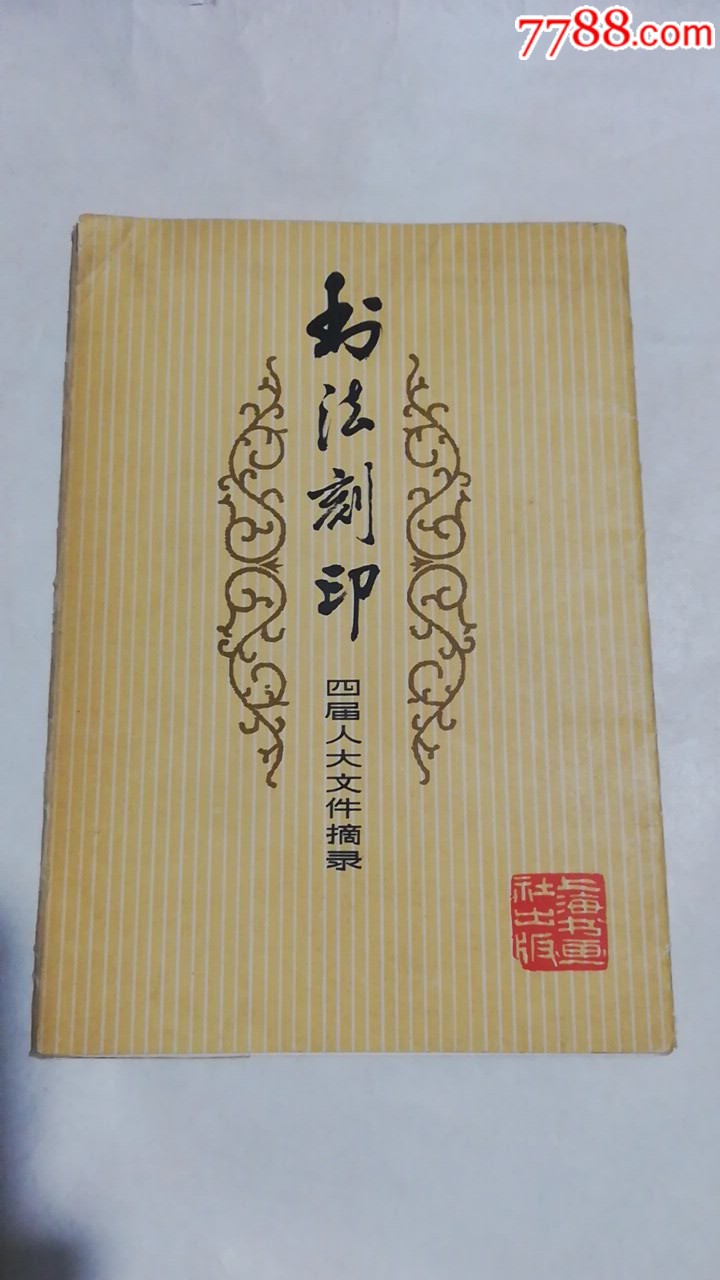 7788.com
书法刻印
四届人大文件摘录
上海书画
社出版